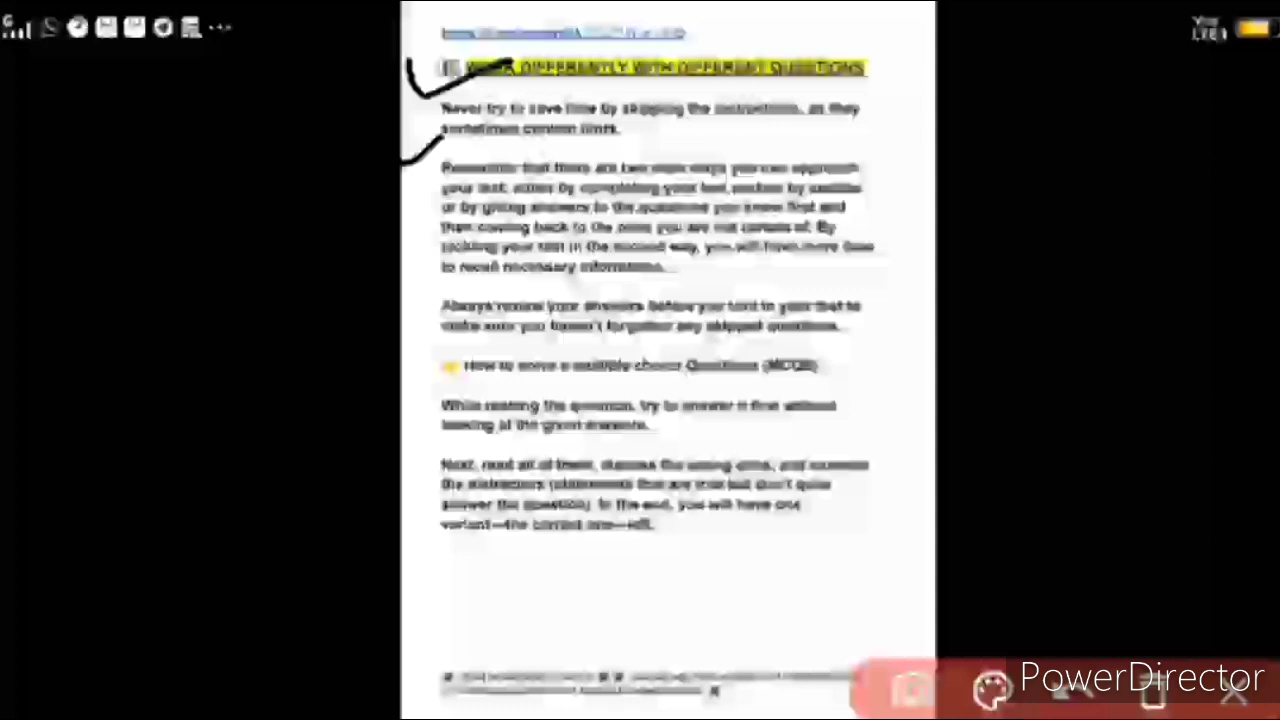 WORK DIFFERENTLY WITH DIFFERENT QUESTIONS
Never try to save time by skipping the instructions, as they
sometimes contain hints.
Remember that there are two main ways you can approach
your test, either by completing your test section by section
or by giving answers to the questions you know first and
then coming back to the ones you are not certain of. By
tackling your test in the second way, you will have more time
to recall necessary information.
Always review your answers before you turn in your test to
make sure you haven't forgotten any skipped questions.
How to solve a multiple choice Questions (MCQs)
While reading the question, try to answer it first without
looking at the given answers.
Next, read all of them, dismiss the wrong ones, and examine
the distractors (statements that are true but don't quite
answer the question). In the end, you will have one
variant—the correct one—left.
PowerDirector